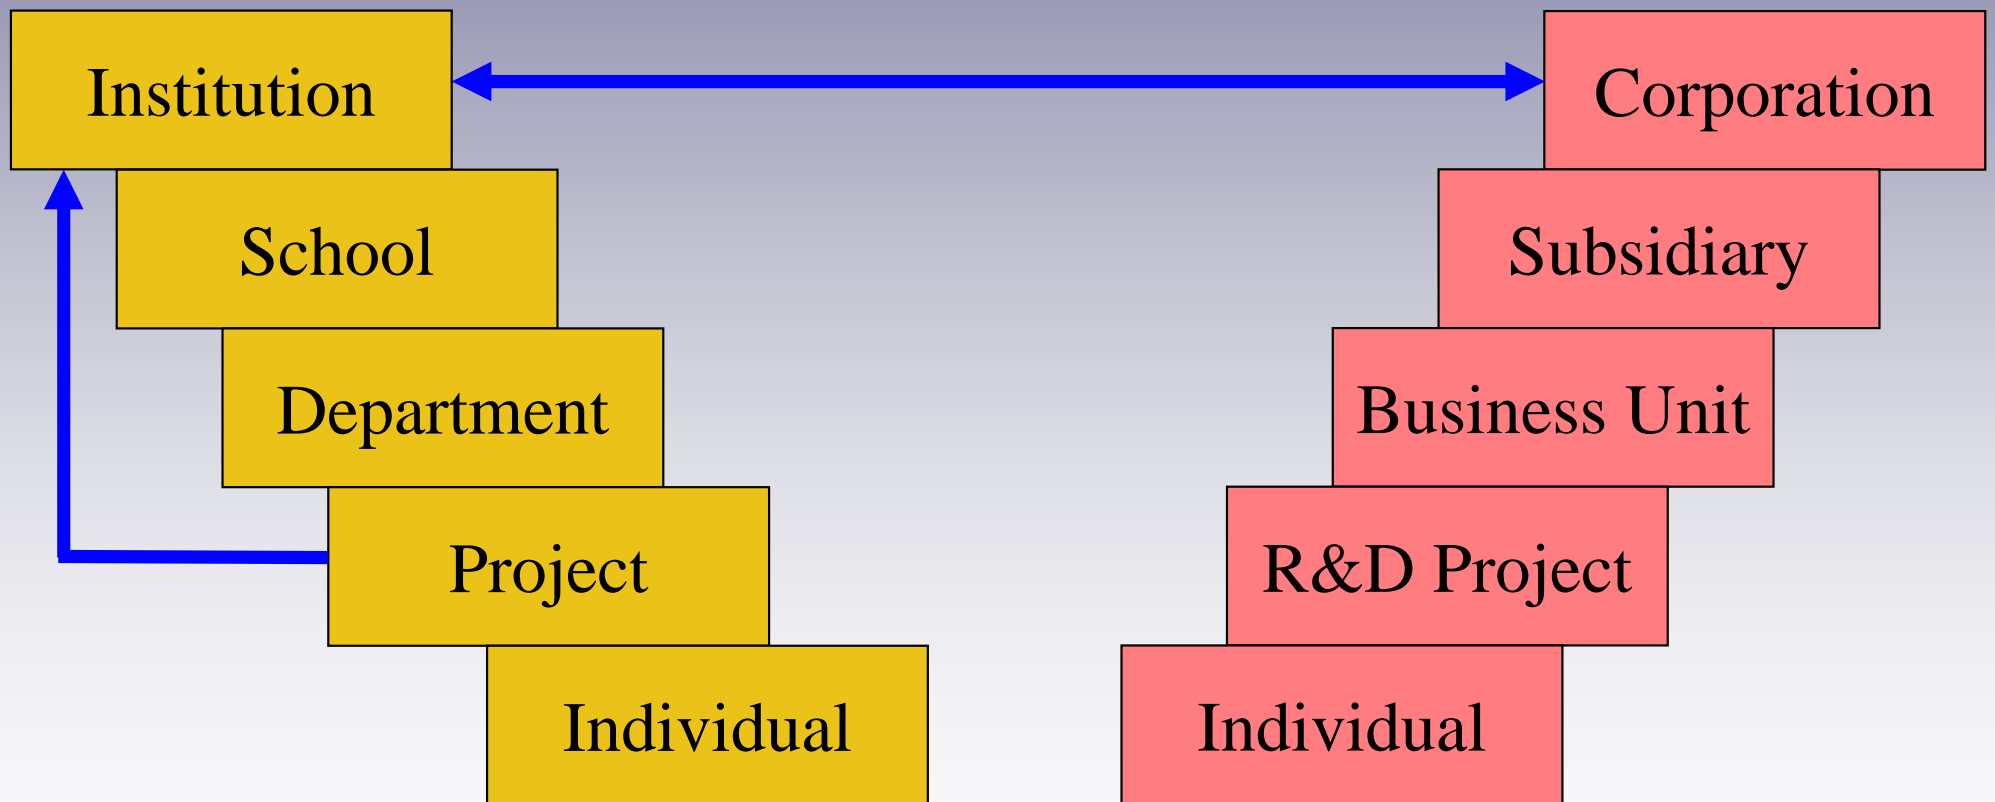 Institution
Corporation
School
Subsidiary
Department
Business Unit
Project
R&D Project
Individual
Individual